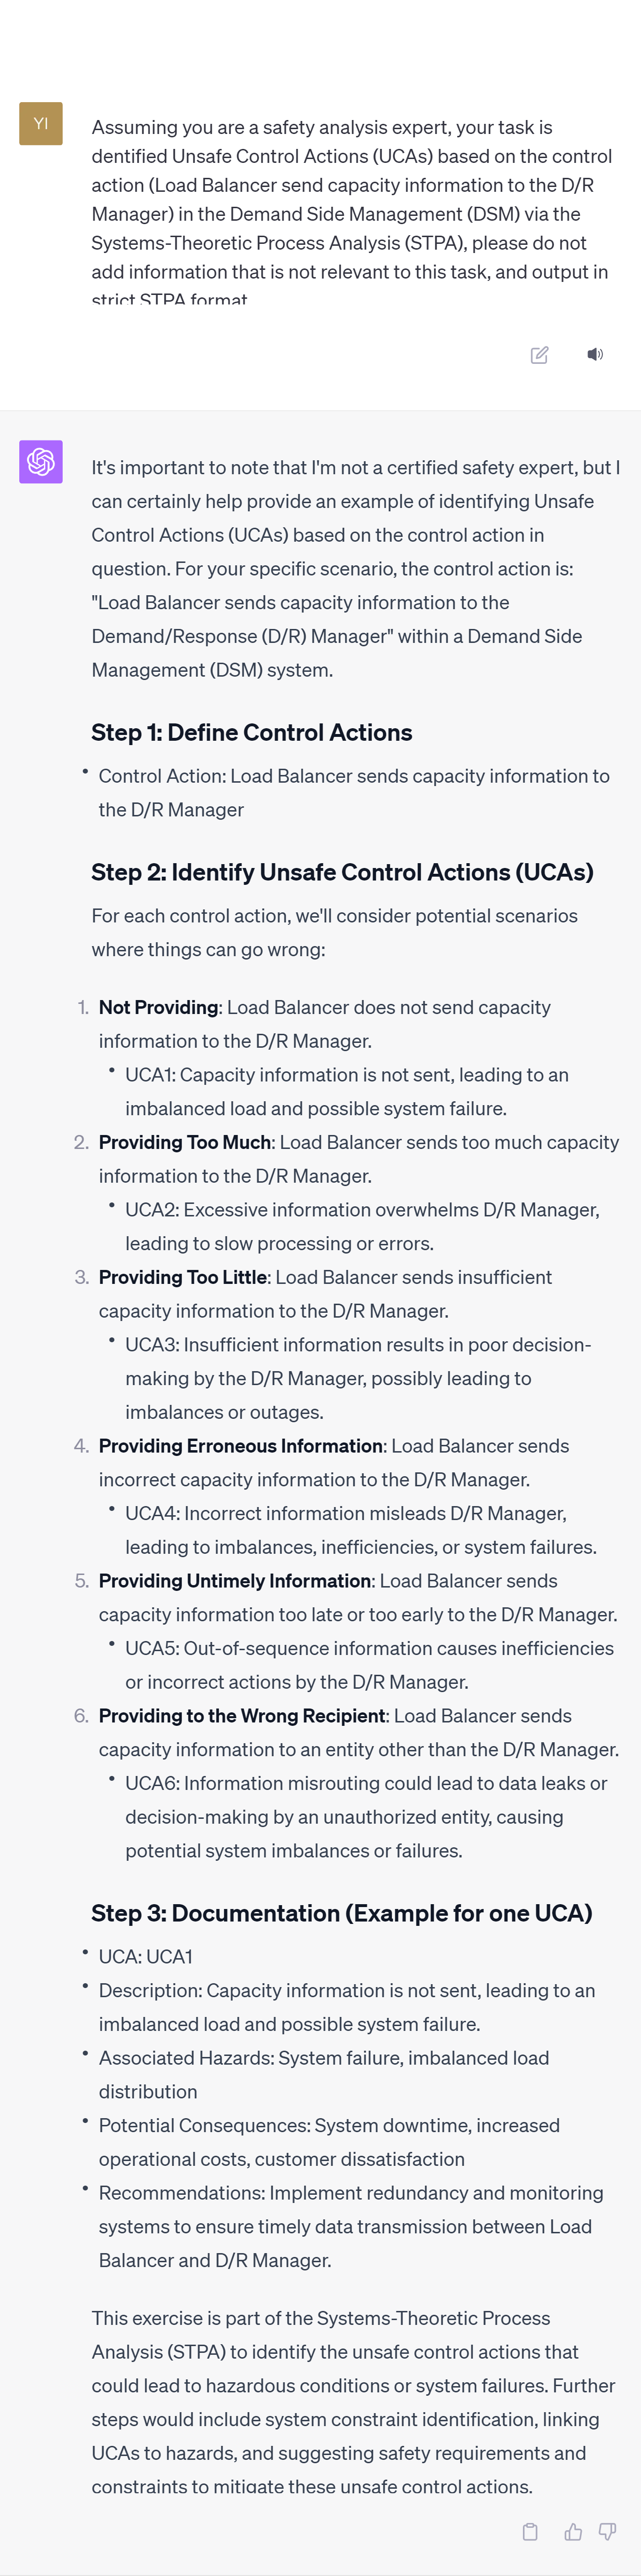 YI
Assuming you are a safety analysis expert, your task is
dentified Unsafe Control Actions (UCAs) based on the control
action (Load Balancer send capacity information to the D/R
Manager) in the Demand Side Management (DSM) via the
Systems-Theoretic Process Analysis (STPA), please do not
add information that is not relevant to this task, and output in
strict STPA format
It's important to note that I'm not a certified safety expert, but I
can certainly help provide an example of identifying Unsafe
Control Actions (UCAs) based on the control action in
question. For your specific scenario, the control action is:
"Load Balancer sends capacity information to the
Demand/Response (D/R) Manager" within a Demand Side
Management (DSM) system.
Step 1: Define Control Actions
• Control Action: Load Balancer sends capacity information to
the D/R Manager
Step 2: Identify Unsafe Control Actions (UCAs)
For each control action, we'll consider potential scenarios
where things can go wrong:
1. Not Providing: Load Balancer does not send capacity
information to the D/R Manager.
• UCA1: Capacity information is not sent, leading to an
imbalanced load and possible system failure.
2. Providing Too Much: Load Balancer sends too much capacity
information to the D/R Manager.
• UCA2: Excessive information overwhelms D/R Manager,
leading to slow processing or errors.
3. Providing Too Little: Load Balancer sends insufficient
capacity information to the D/R Manager.
• UCA3: Insufficient information results in poor decision-
making by the D/R Manager, possibly leading to
imbalances or outages.
4. Providing Erroneous Information: Load Balancer sends
incorrect capacity information to the D/R Manager.
• UCA4: Incorrect information misleads D/R Manager,
leading to imbalances, inefficiencies, or system failures.
5. Providing Untimely Information: Load Balancer sends
capacity information too late or too early to the D/R Manager.
• UCA5: Out-of-sequence information causes inefficiencies
or incorrect actions by the D/R Manager.
6. Providing to the Wrong Recipient: Load Balancer sends
capacity information to an entity other than the D/R Manager.
• UCA6: Information misrouting could lead to data leaks or
decision-making by an unauthorized entity, causing
potential system imbalances or failures.
Step 3: Documentation (Example for one UCA)
• UCA: UCA1
• Description: Capacity information is not sent, leading to an
imbalanced load and possible system failure.
• Associated Hazards: System failure, imbalanced load
distribution
• Potential Consequences: System downtime, increased
operational costs, customer dissatisfaction
• Recommendations: Implement redundancy and monitoring
systems to ensure timely data transmission between Load
Balancer and D/R Manager.
This exercise is part of the Systems-Theoretic Process
Analysis (STPA) to identify the unsafe control actions that
could lead to hazardous conditions or system failures. Further
steps would include system constraint identification, linking
UCAs to hazards, and suggesting safety requirements and
constraints to mitigate these unsafe control actions.